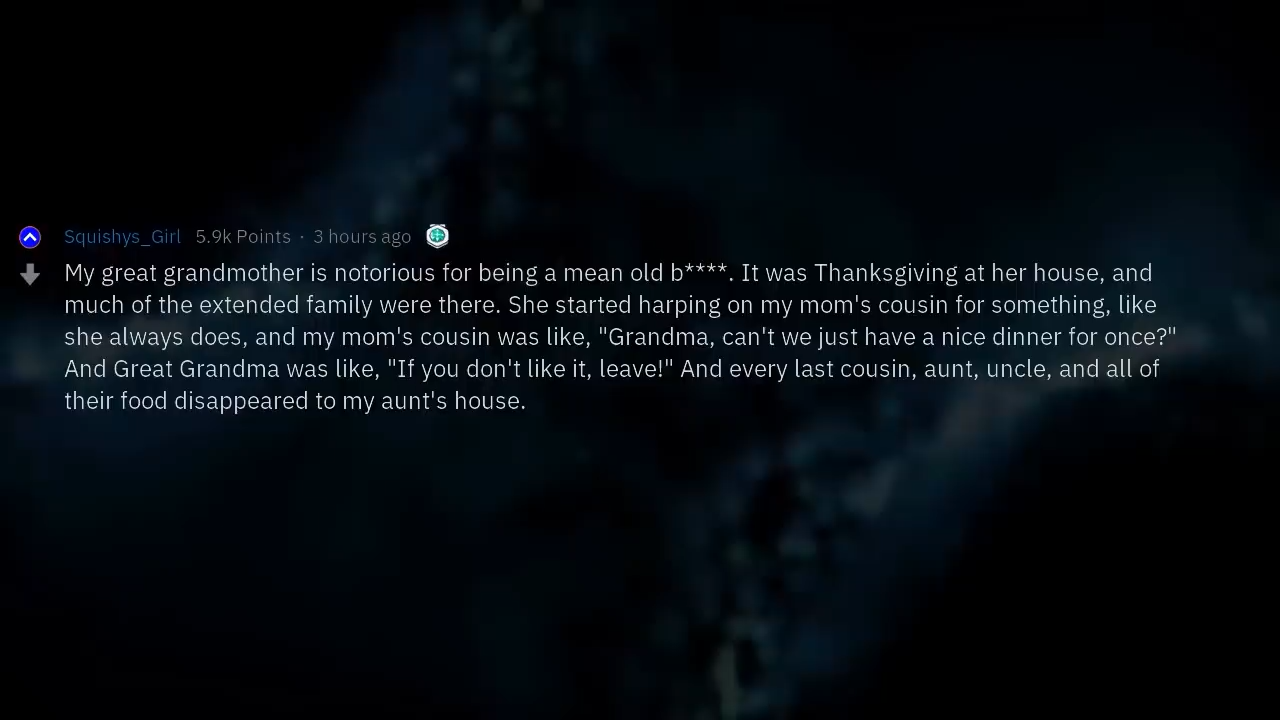 Squishys_Girl 5.9k Points · 3 hours ago
My great grandmother is notorious for being a mean old b****. It was Thanksgiving at her house, and
much of the extended family were there. She started harping on my mom's cousin for something, like
she always does, and my mom's cousin was like, "Grandma, can't we just have a nice dinner for once?"
And Great Grandma was like, "If you don't like it, leave!" And every last cousin, aunt, uncle, and all of
their food disappeared to my aunt's house.